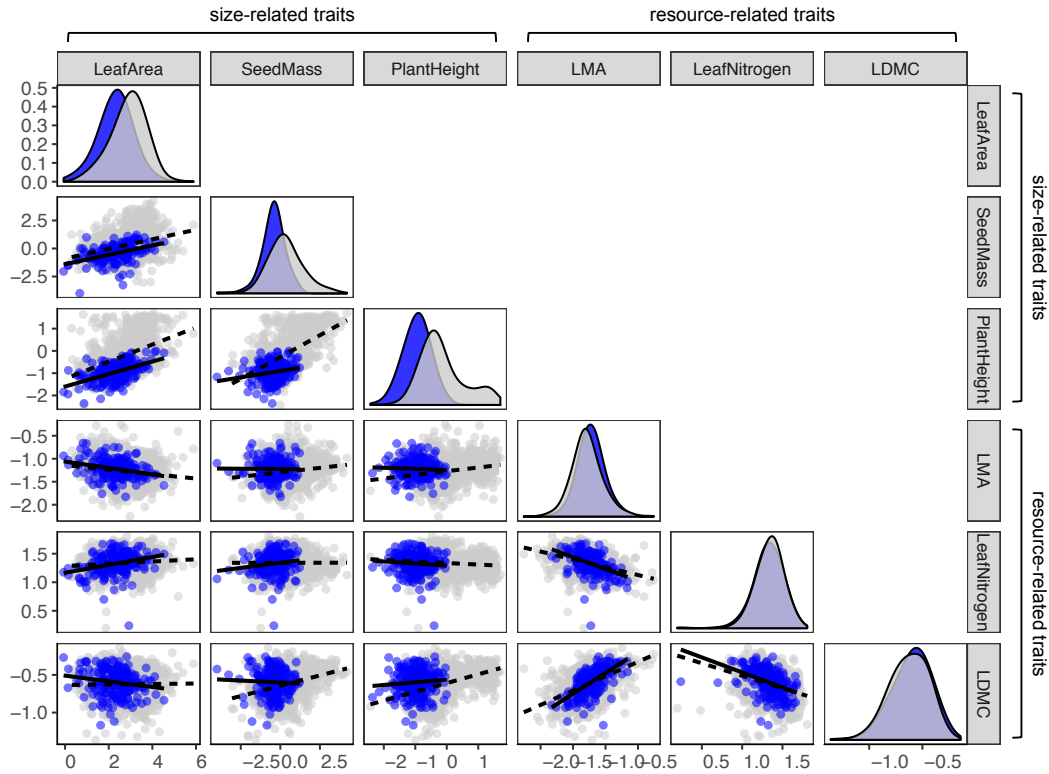 size-related traits resource-related traits
LeafArea SeedMass PlantHeight LMA LeafNitrogen LDMC
0.5
0.4
0.3
0.2
0.1
0.0
LeafArea
2.5
0.0
−2.5
SeedMass
size-related traits
1
0
−1
−2
PlantHeight
−0.5
−1.0
−1.5
−2.0
LMA
1.5
1.0
0.5
LeafNitrogen
resource-related traits
−0.5
−1.0
LDMC
0 2 4 6 −2.5 0.0 2.5 −2 −1 0 1 −2.0 −1.5 −1.0 −0.5 0.5 1.0 1.5 −1.0 −0.5